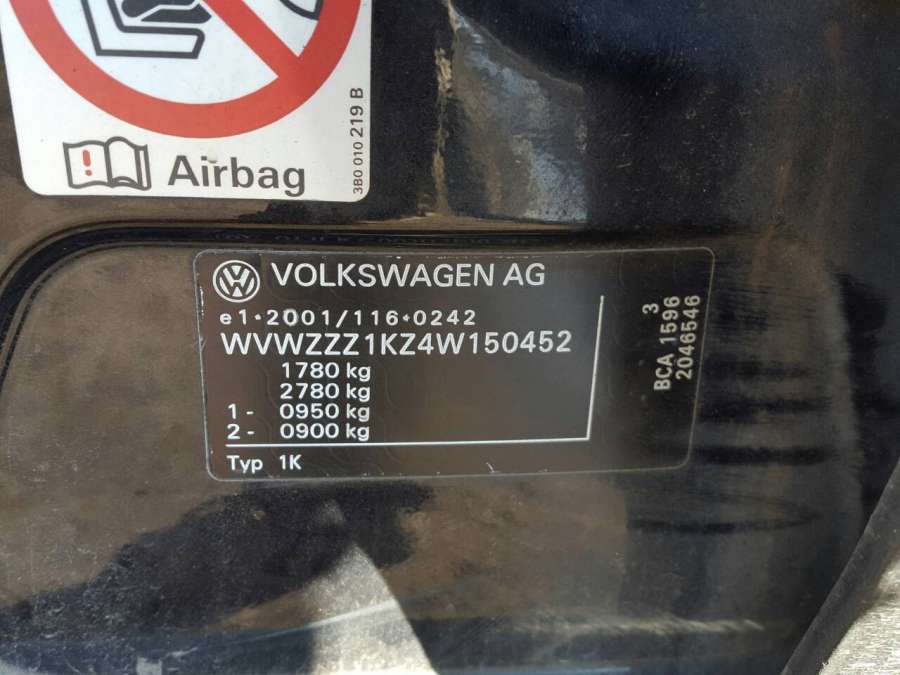 Airbag
3B0 010 219 B
VOLKSWAGEN AG
e1*2001/116*0242
WVWZZZ1KZ4W150452
1780 kg
2780 kg
1- 0950 kg
2- 0900 kg
Typ 1K
3
BCA 1596
2046546